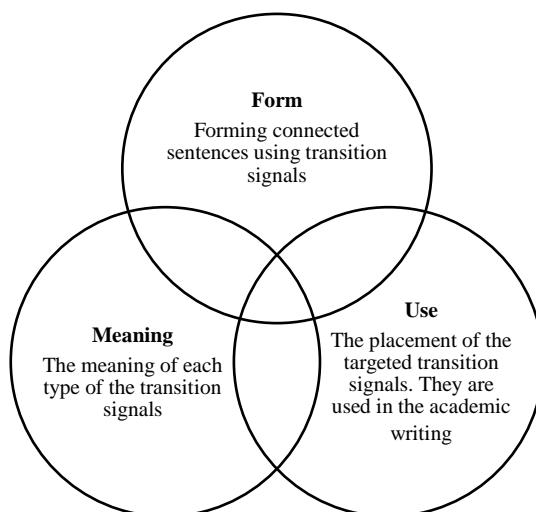 Form
Forming connected
sentences using transition
signals
Meaning
The meaning of each
type of the transition
signals
Use
The placement of the
targeted transition
signals. They are
used in the academic
writing